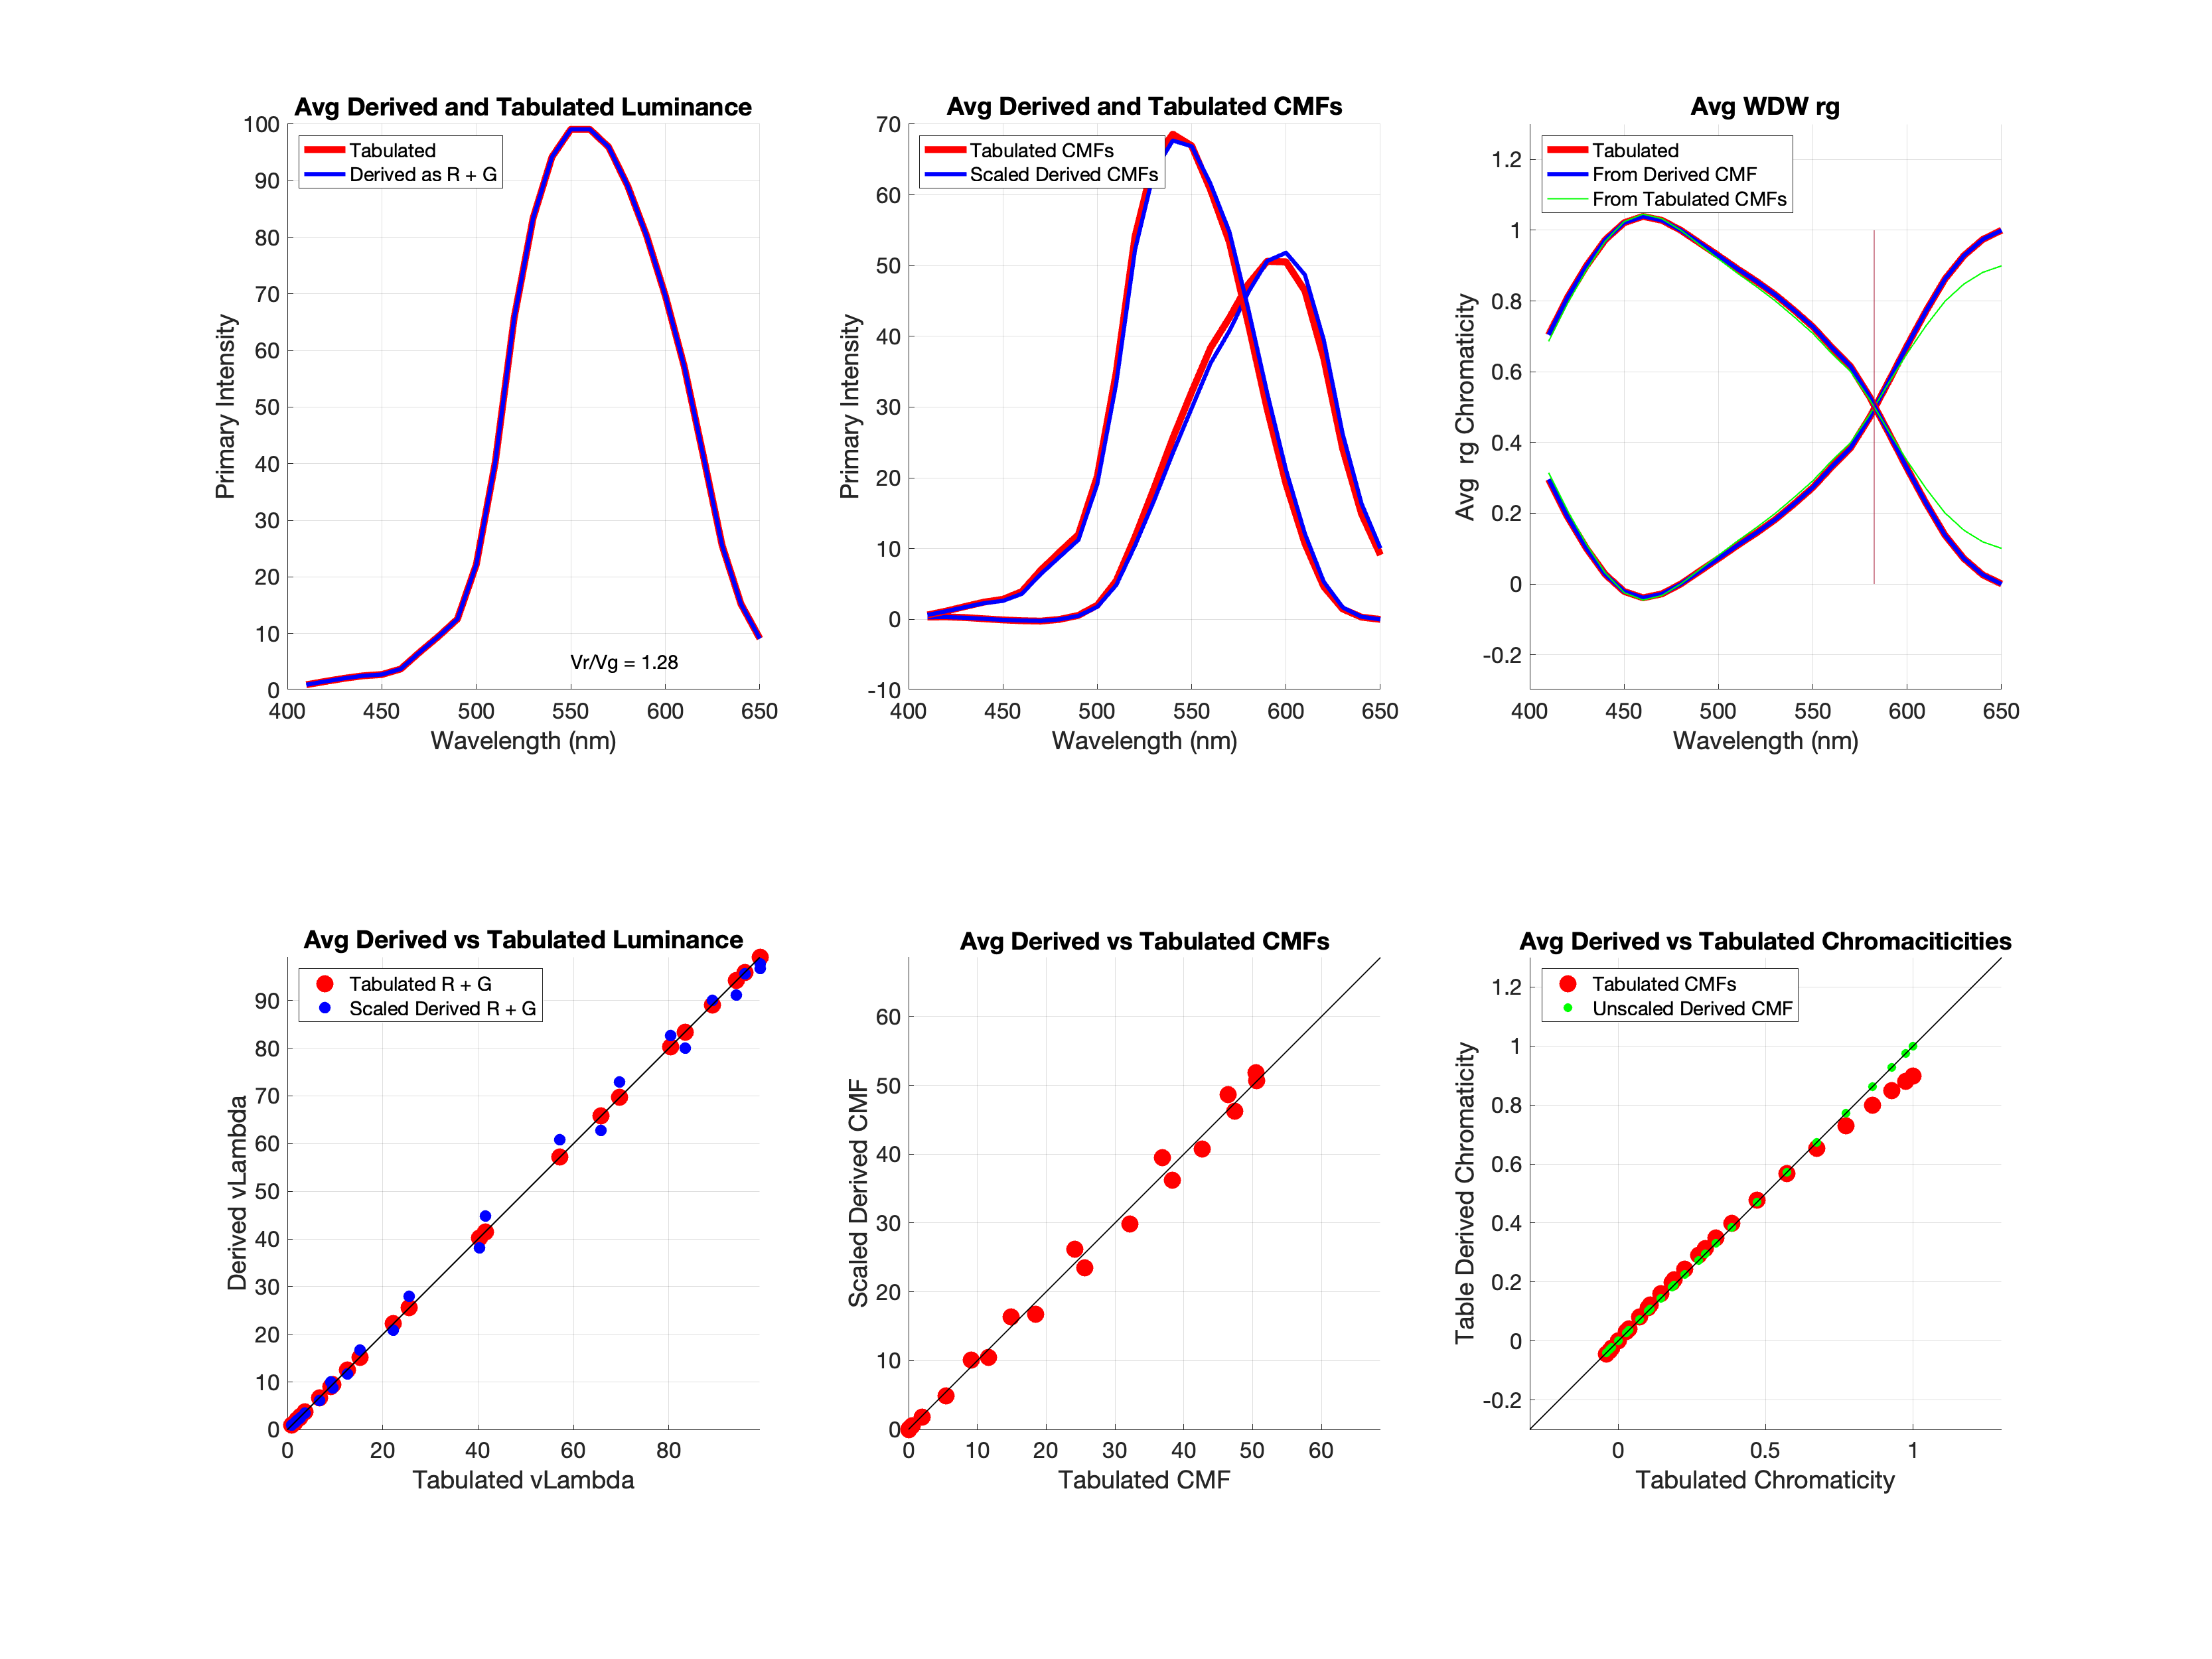 Avg Derived and Tabulated Luminance
Tabulated
Derived as R + G
100
90
80
70
60
50
40
30
20
10
0
Primary Intensity
Vr/Vg = 1.28
400 450 500 550 600 650
Wavelength (nm)
Avg Derived and Tabulated CMFs
Tabulated CMFs
Scaled Derived CMFs
70
60
50
40
30
20
10
0
-10
Primary Intensity
400 450 500 550 600 650
Wavelength (nm)
Avg WDW rg
Tabulated
From Derived CMF
From Tabulated CMFs
1.2
1
0.8
0.6
0.4
0.2
0
-0.2
Avg rg Chromaticity
400 450 500 550 600 650
Wavelength (nm)
Avg Derived vs Tabulated Luminance
Tabulated R + G
Scaled Derived R + G
90
80
70
60
50
40
30
20
10
0
Derived vLambda
0 20 40 60 80
Tabulated vLambda
Avg Derived vs Tabulated CMFs
60
50
40
30
20
10
0
Scaled Derived CMF
0 10 20 30 40 50 60
Tabulated CMF
Avg Derived vs Tabulated Chromaciticities
Tabulated CMFs
Unscaled Derived CMF
1.2
1
0.8
0.6
0.4
0.2
0
-0.2
Table Derived Chromaticity
0 0.5 1
Tabulated Chromaticity